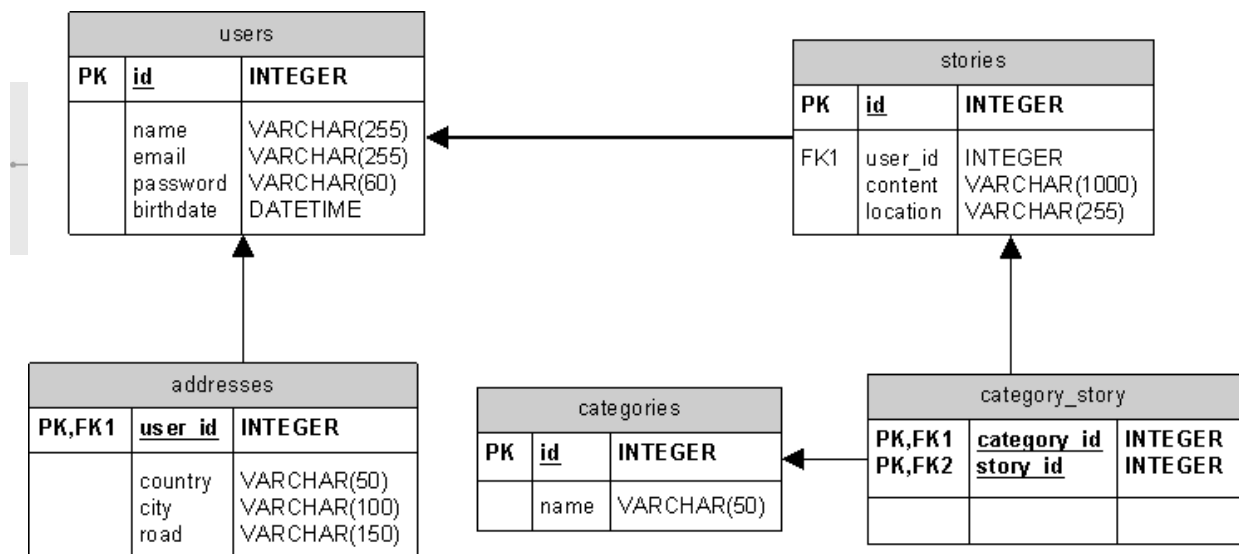 users
PK id INTEGER
name VARCHAR(255)
email VARCHAR(255)
password VARCHAR(60)
birthdate DATETIME
stories
PK id INTEGER
FK1 user_id INTEGER
content VARCHAR(1000)
location VARCHAR(255)
addresses
PK,FK1 user_id INTEGER
country VARCHAR(50)
city VARCHAR(100)
road VARCHAR(150)
categories
PK id INTEGER
name VARCHAR(50)
category_story
PK,FK1 category_id INTEGER
PK,FK2 story_id INTEGER